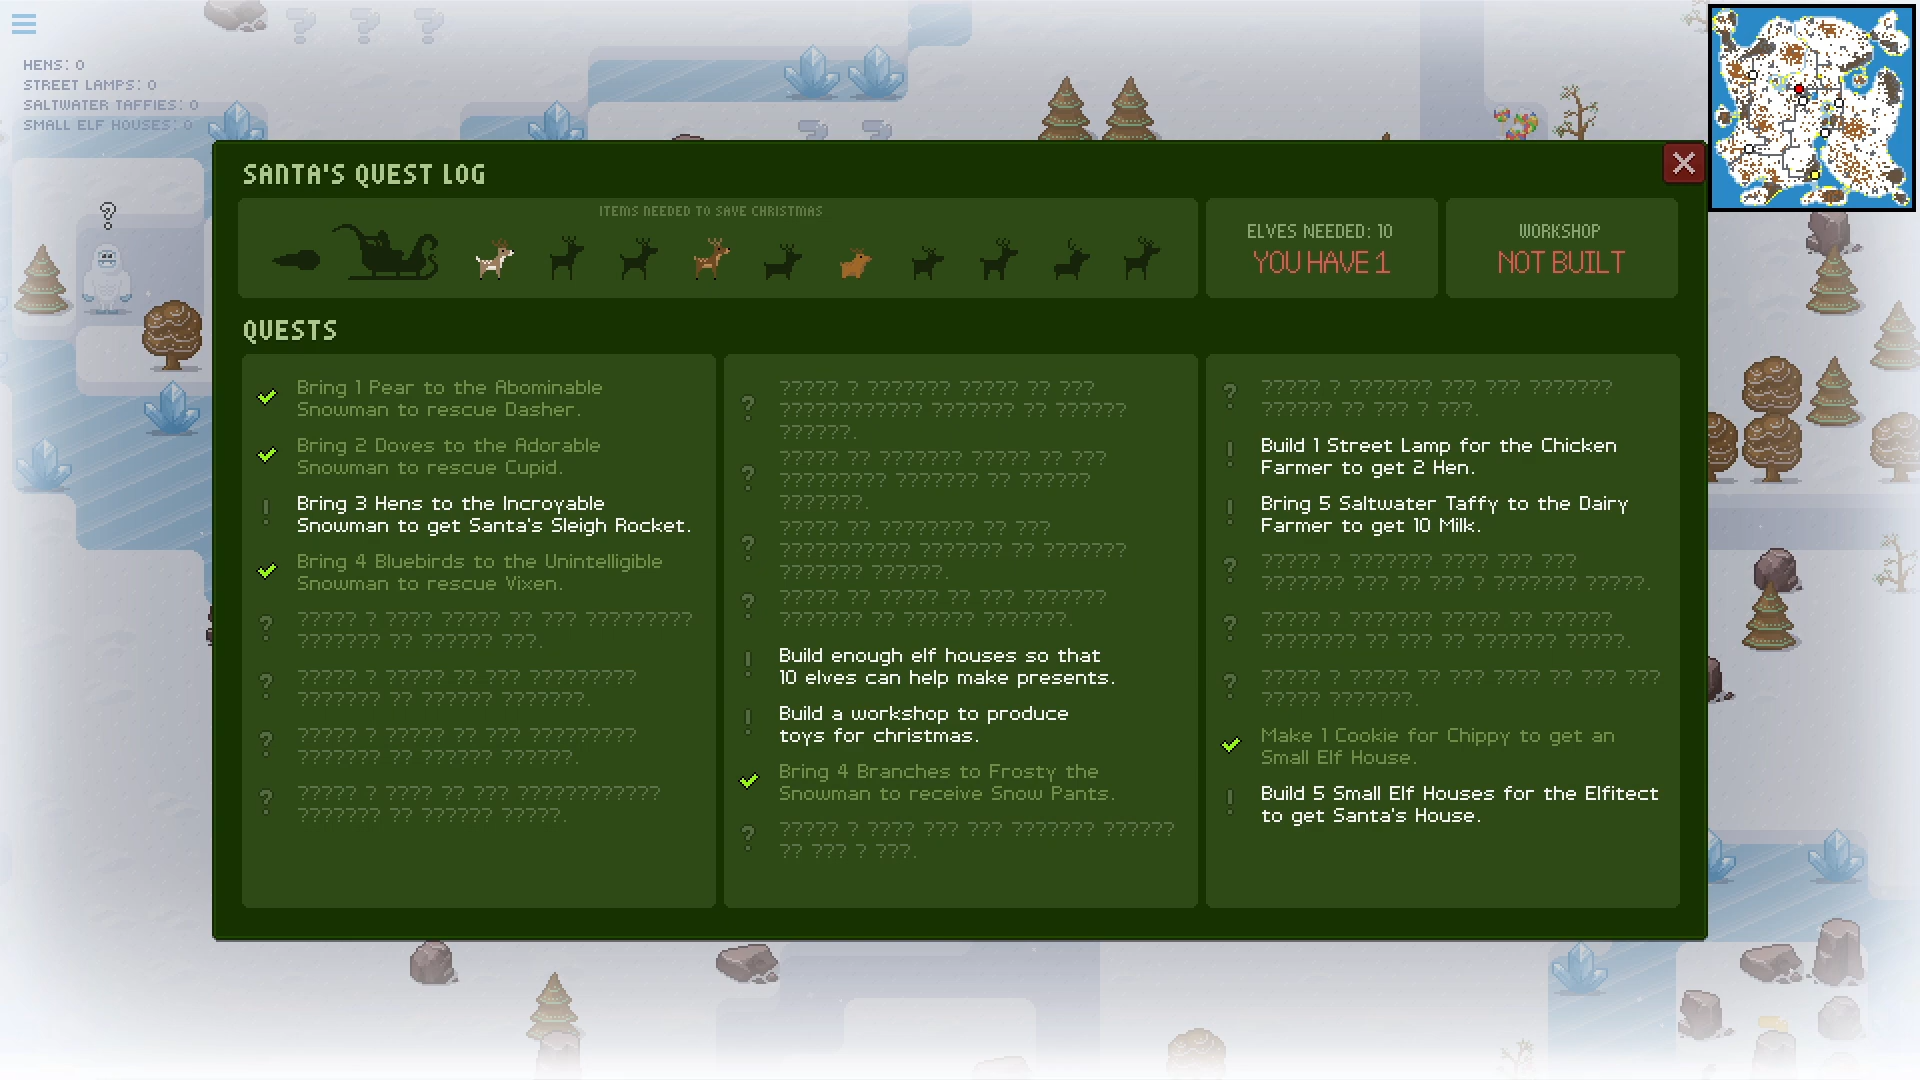 HENS: 0
STREET LAMPS: 0
SALTWATER TAFFIES: 0
SMALL ELF HOUSES: 0
SANTA'S QUEST LOG
ITEMS NEEDED TO SAVE CHRISTMAS
ELVES NEEDED: 10
YOU HAVE 1
WORKSHOP
NOT BUILT
QUESTS
Bring 1 Pear to the Abominable
Snowman to rescue Dasher.
Bring 2 Doves to the Adorable
Snowman to rescue Cupid.
Bring 3 Hens to the Incroyable
Snowman to get Santa's Sleigh Rocket.
Bring 4 Bluebirds to the Unintelligible
Snowman to rescue Vixen.
????? ? ???? ????? ?? ??? ?????????
??????? ?? ?????? ???.
????? ? ????? ?? ??? ?????????
??????? ?? ?????? ???????.
????? ? ????? ?? ??? ?????????
??????? ?? ?????? ??????.
????? ? ???? ?? ??? ????????????
??????? ?? ?????? ?????.
????? ? ??????? ????? ?? ???
???????????? ??????? ?? ??????
??????.
????? ?? ??????? ????? ?? ???
????????? ??????? ?? ??????
???????.
????? ?? ???????? ?? ???
??????????? ??????? ?? ???????
??????? ??????.
????? ?? ????? ?? ??? ???????
??????? ?? ?????? ???????.
Build enough elf houses so that
10 elves can help make presents.
Build a workshop to produce
toys for christmas.
Bring 4 Branches to Frosty the
Snowman to receive Snow Pants.
????? ? ???? ??? ??? ??????? ??????
?? ??? ? ???.
????? ? ??????? ??? ??? ???????
?????? ?? ??? ? ???.
Build 1 Street Lamp for the Chicken
Farmer to get 2 Hen.
Bring 5 Saltwater Taffy to the Dairy
Farmer to get 10 Milk.
????? ? ??????? ???? ??? ???
??????? ??? ?? ??? ? ??????? ?????.
????? ? ??????? ????? ?? ??????
???????? ?? ??? ?? ??????? ?????.
????? ? ????? ?? ??? ???? ?? ??? ???
????? ???????.
Make 1 Cookie for Chippy to get an
Small Elf House.
Build 5 Small Elf Houses for the Elfitect
to get Santa's House.